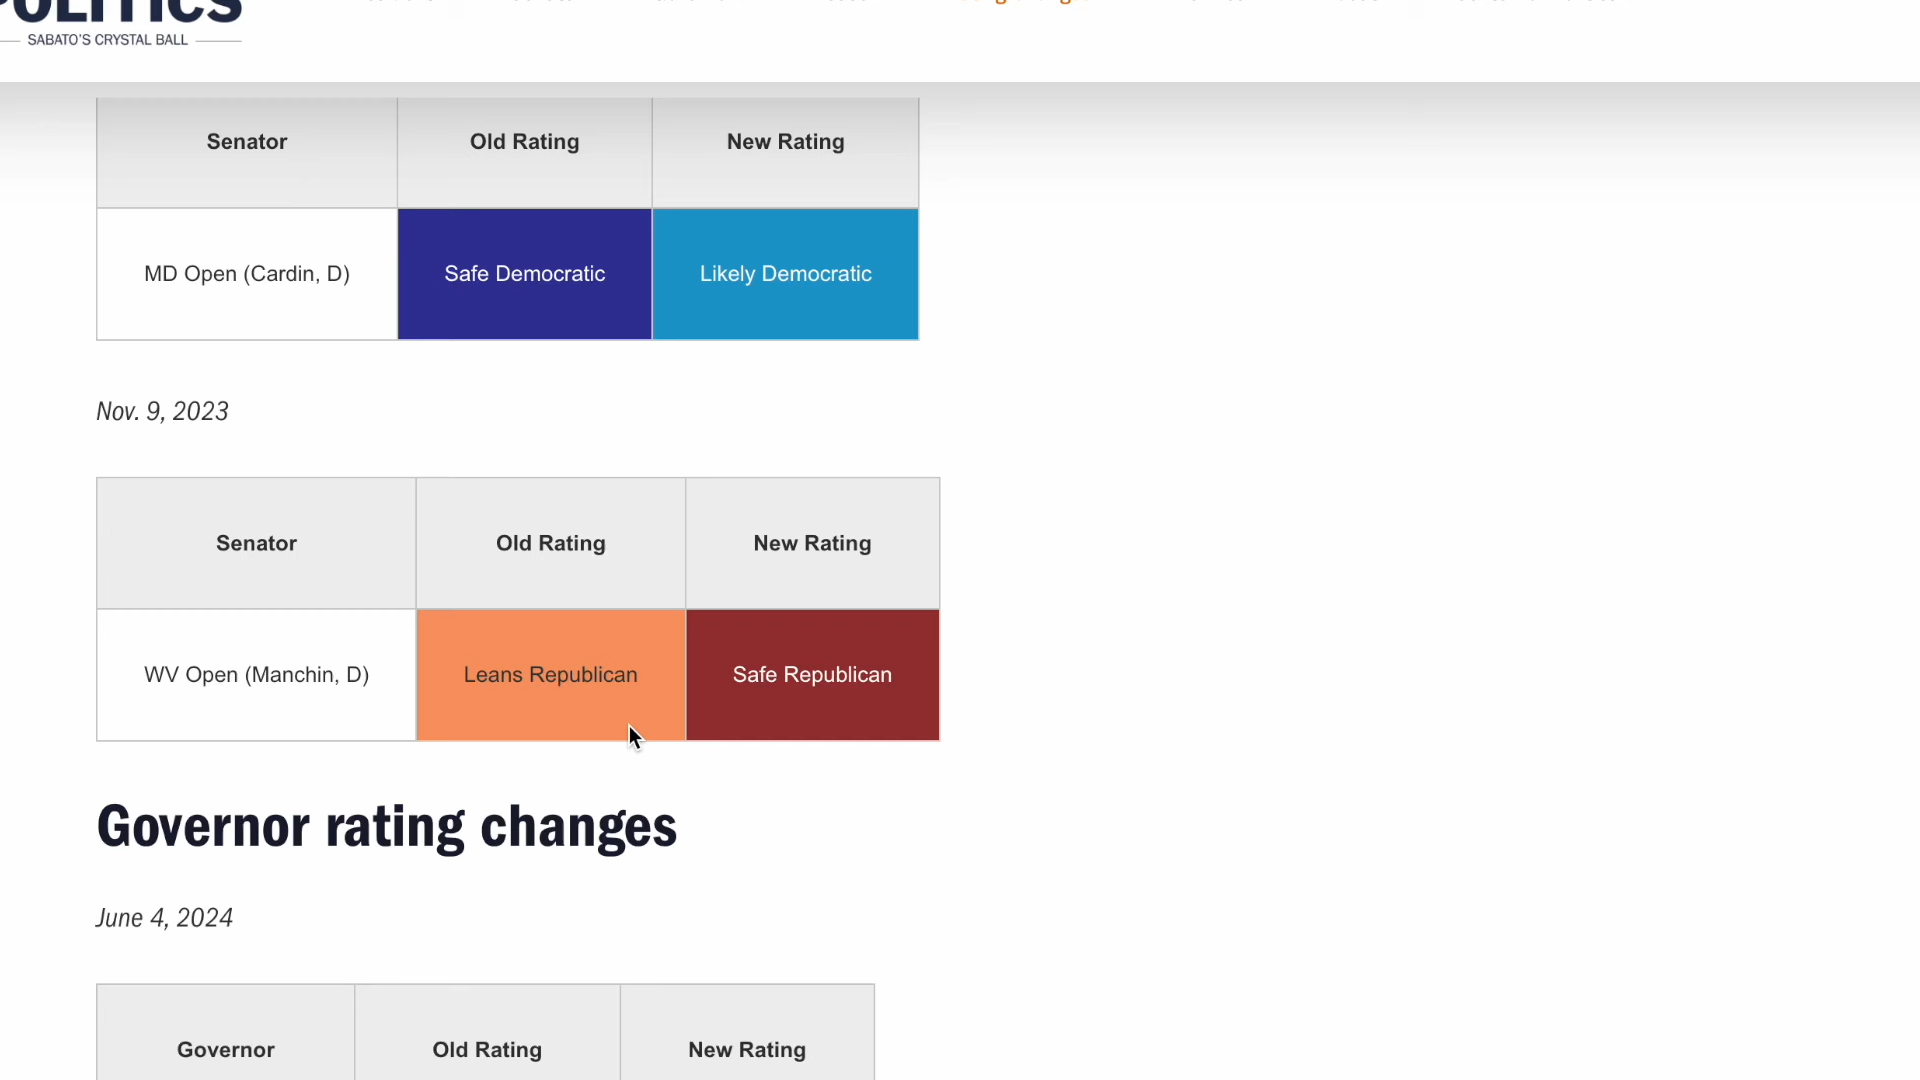 POLITICS
SABATO'S CRYSTAL BALL
Senator Old Rating New Rating
MD Open (Cardin, D) Safe Democratic Likely Democratic
Nov. 9, 2023
Senator Old Rating New Rating
WV Open (Manchin, D) Leans Republican Safe Republican
Governor rating changes
June 4, 2024
Governor Old Rating New Rating